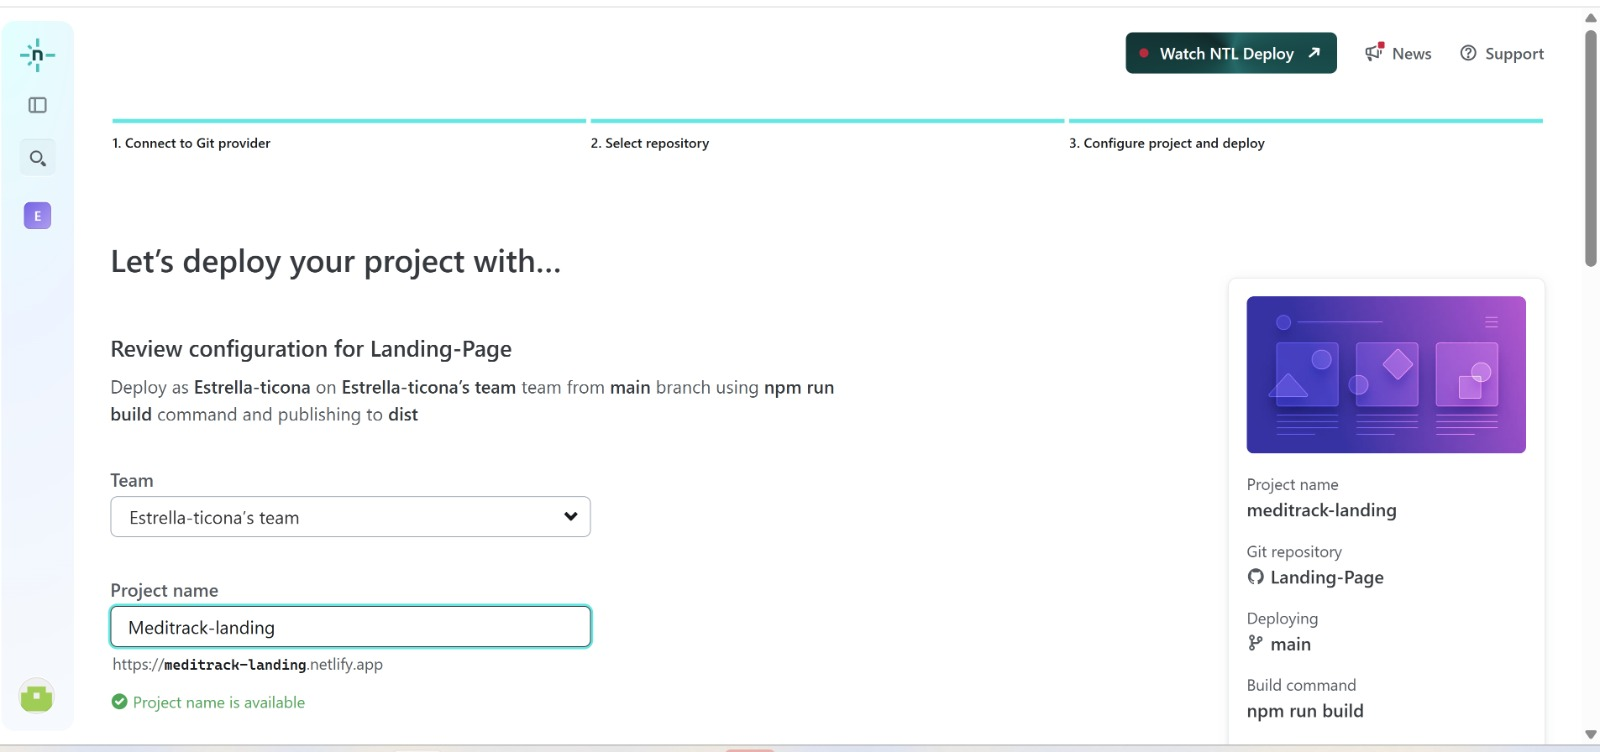 n
Watch NTL Deploy
News
Support
1. Connect to Git provider
2. Select repository
3. Configure project and deploy
E
Let’s deploy your project with…
Review configuration for Landing-Page
Deploy as Estrella-ticona on Estrella-ticona’s team team from main branch using npm run
build command and publishing to dist
Team
Estrella-ticona’s team
Project name
Meditrack-landing
https://meditrack-landing.netlify.app
Project name is available
Project name
meditrack-landing
Git repository
Landing-Page
Deploying
main
Build command
npm run build